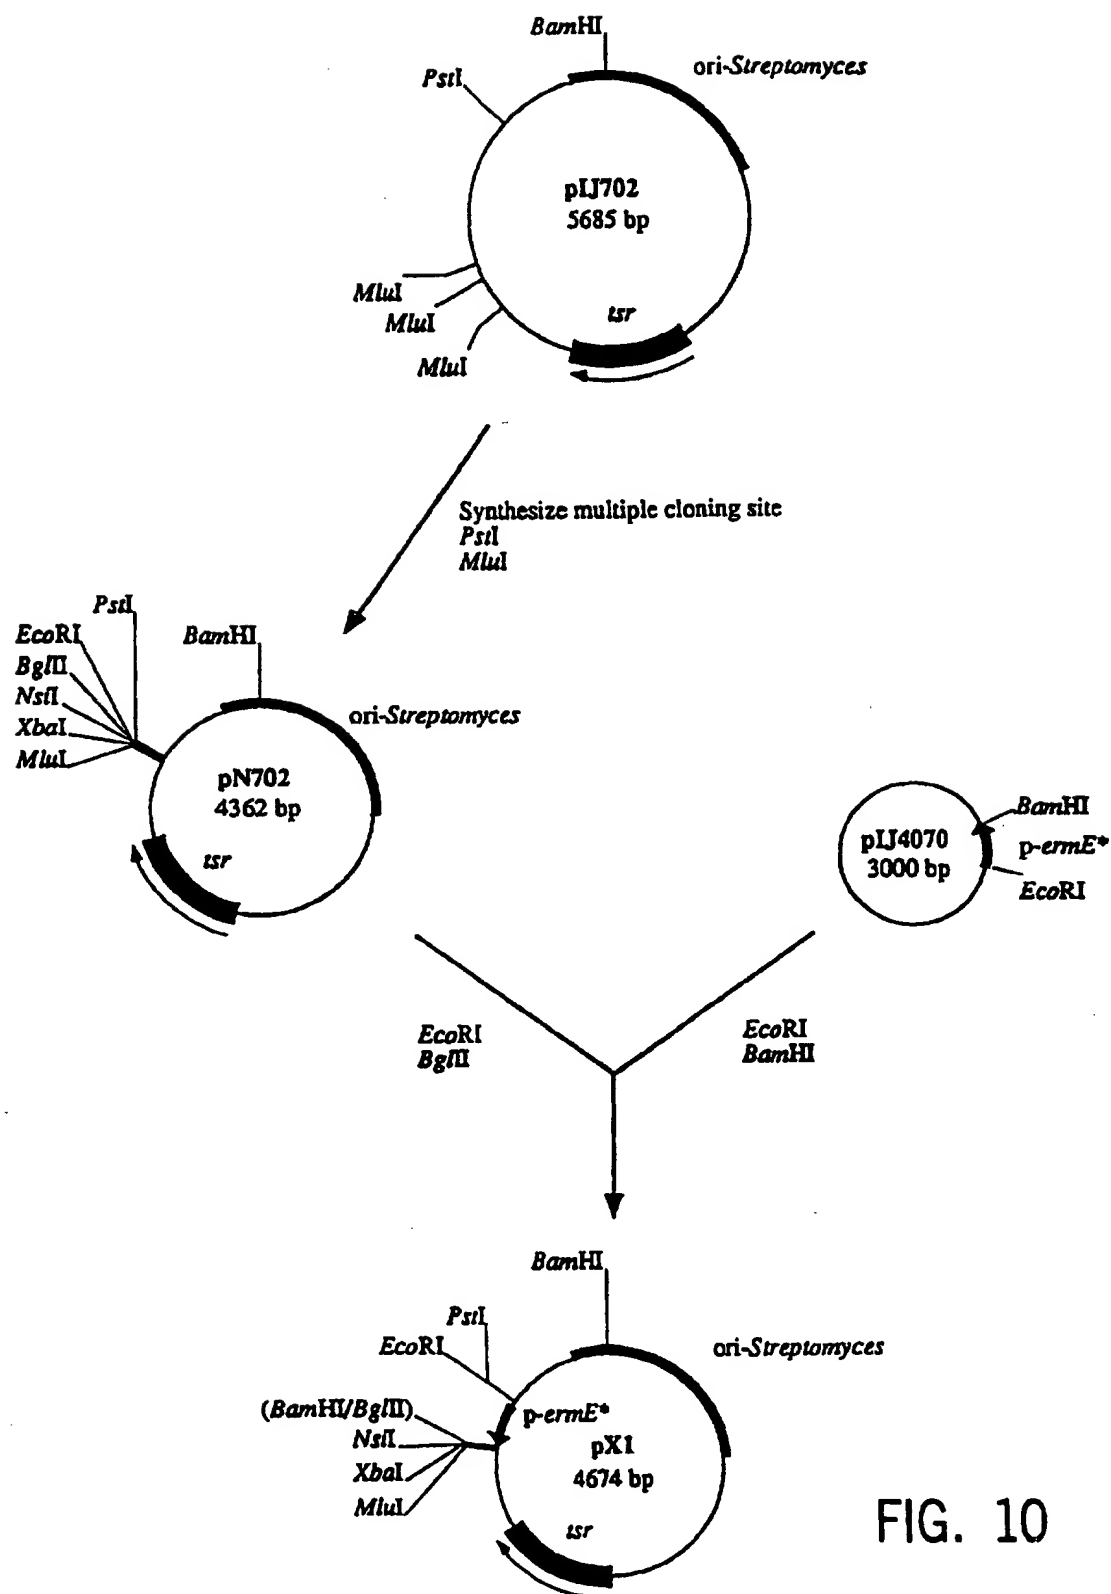 BamHI
ori-Streptomyces
PstI
pIJ702
5685 bp
MluI
MluI
MluI
tsr
Synthesize multiple cloning site
PstI
MluI
PstI
EcoRI
BglII
NsiI
XbaI
MluI
BamHI
ori-Streptomyces
pN702
4362 bp
tsr
pIJ4070
3000 bp
BamHI
p-ermE*
EcoRI
EcoRI
BglII
EcoRI
BamHI
BamHI
PstI
EcoRI
ori-Streptomyces
(BamHI/BglII)
NsiI
XbaI
MluI
p-ermE*
pX1
4674 bp
tsr
FIG. 10